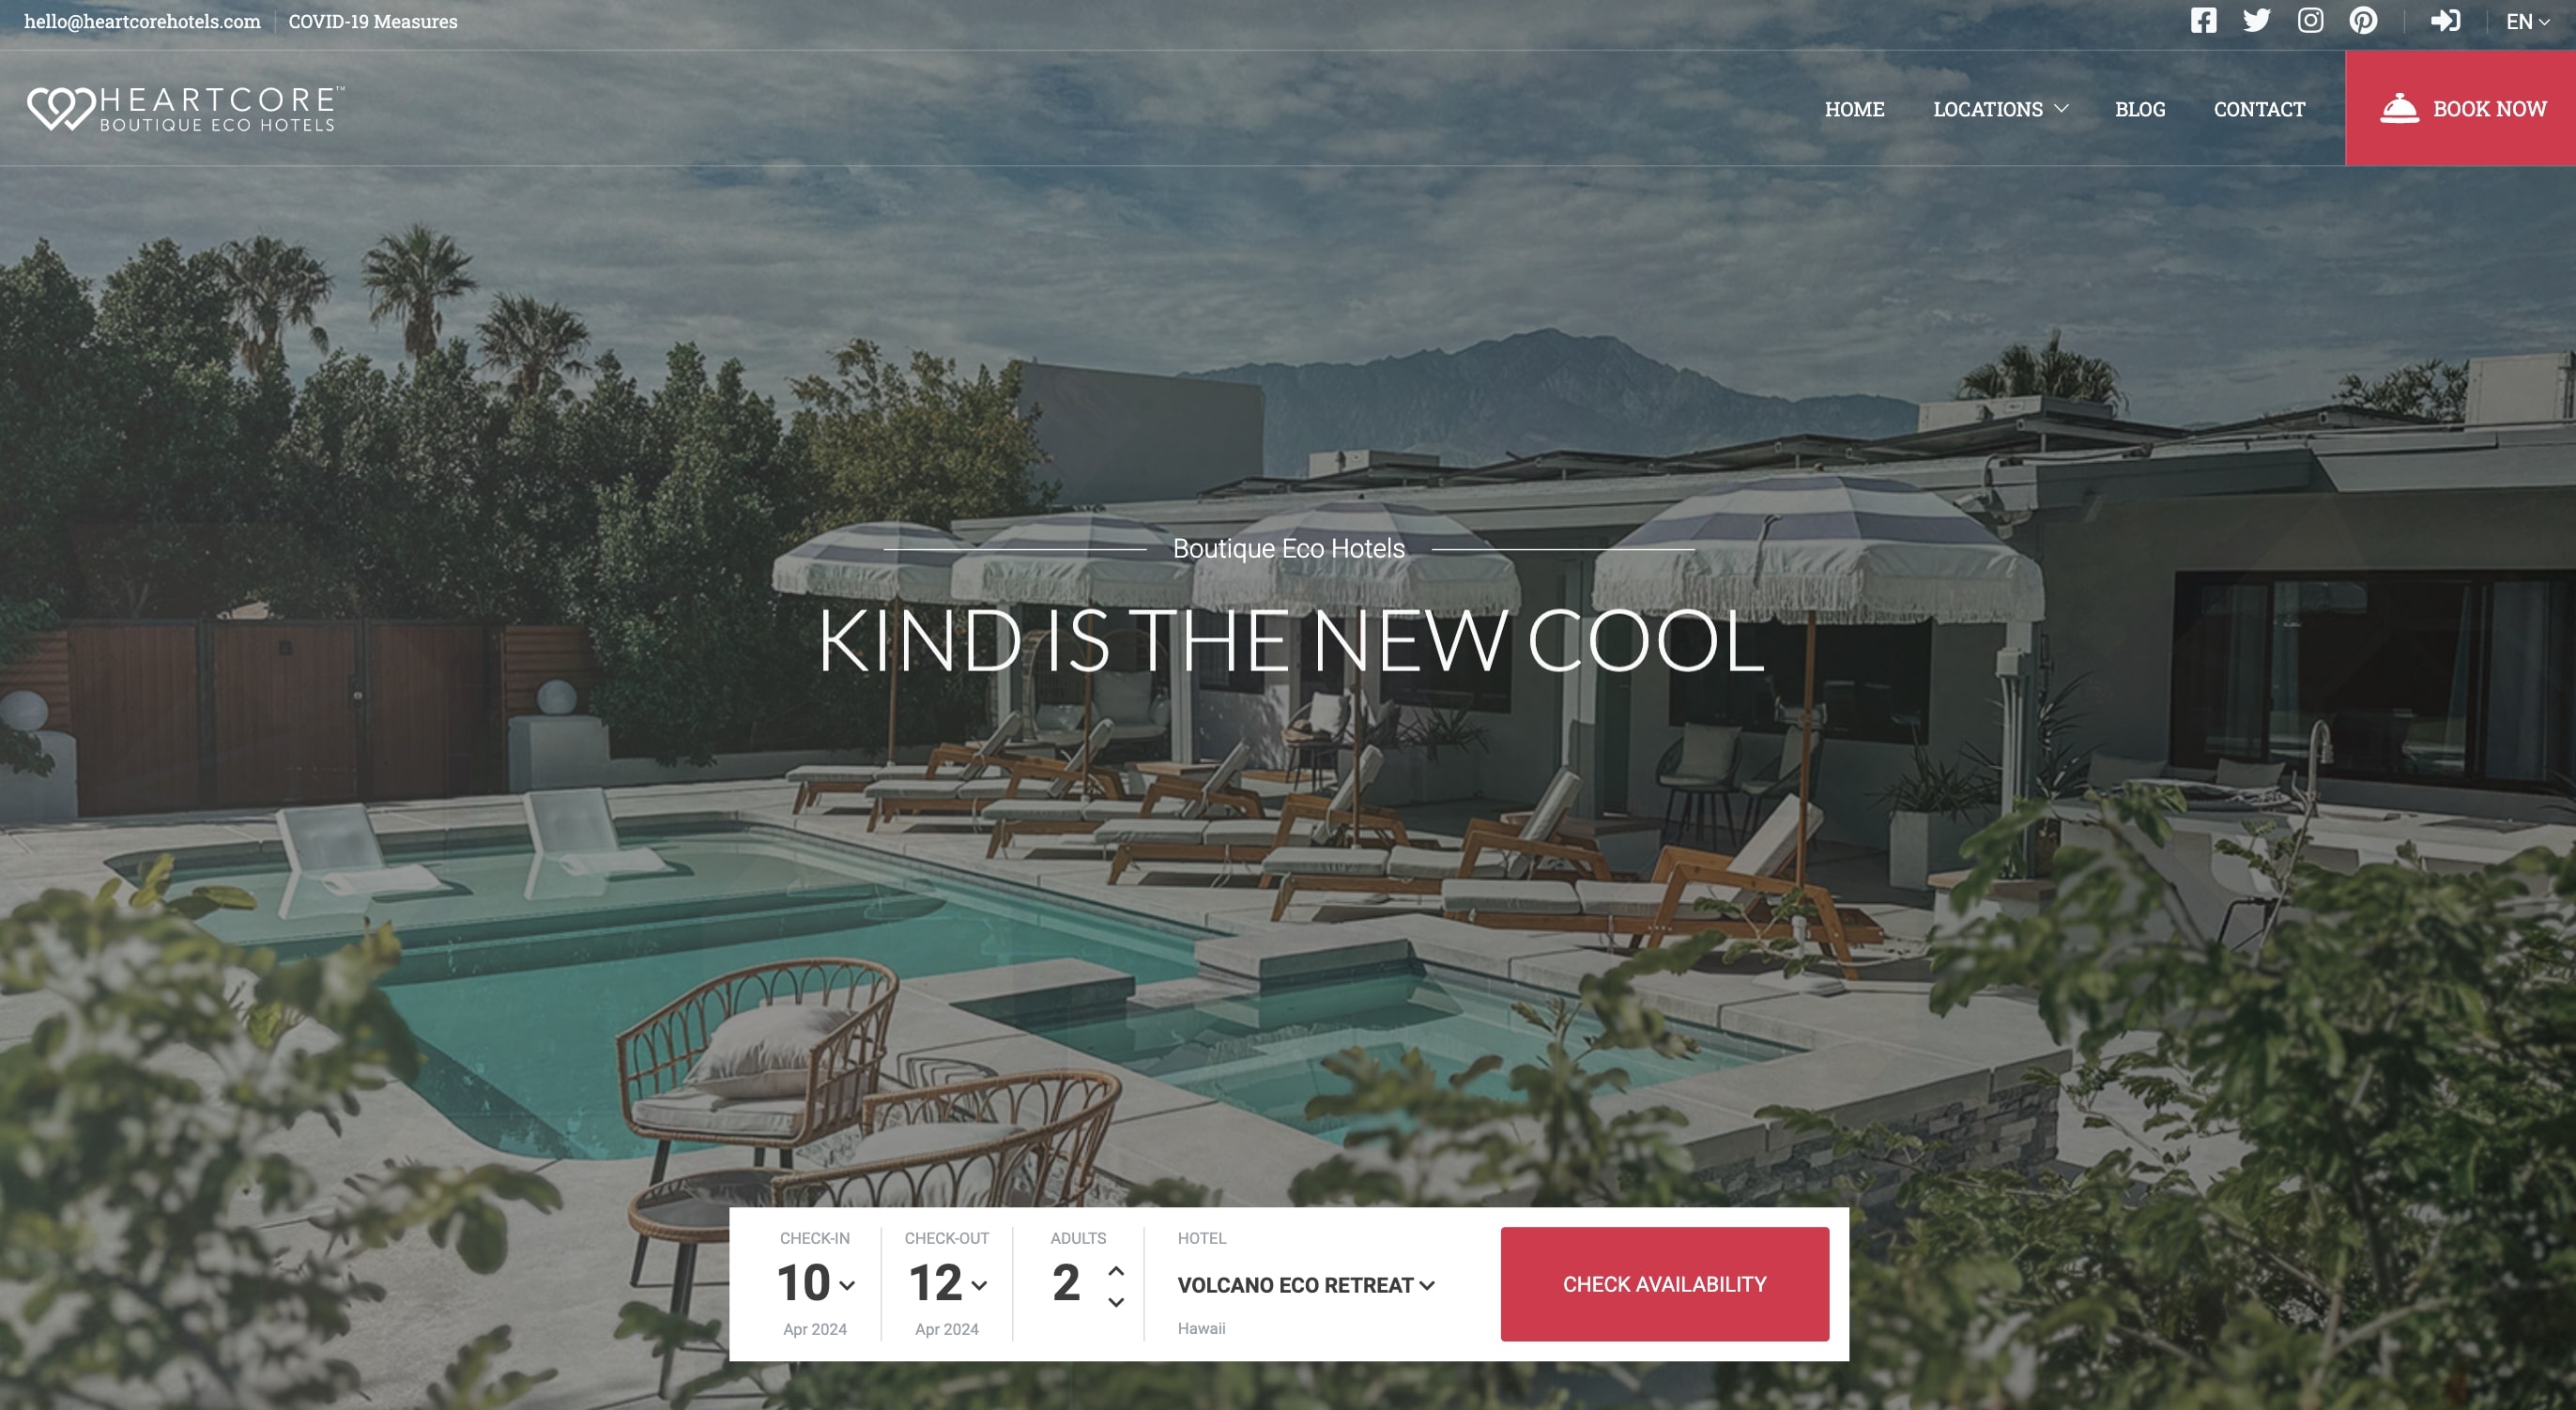 hello@heartcorehotels.com COVID-19 Measures
EN
HEARTCORE™
BOUTIQUE ECO HOTELS
HOME LOCATIONS BLOG CONTACT BOOK NOW
Boutique Eco Hotels
KIND IS THE NEW COOL
CHECK-IN CHECK-OUT ADULTS HOTEL
10 12 2 VOLCANO ECO RETREAT CHECK AVAILABILITY
Apr 2024 Apr 2024 Hawaii